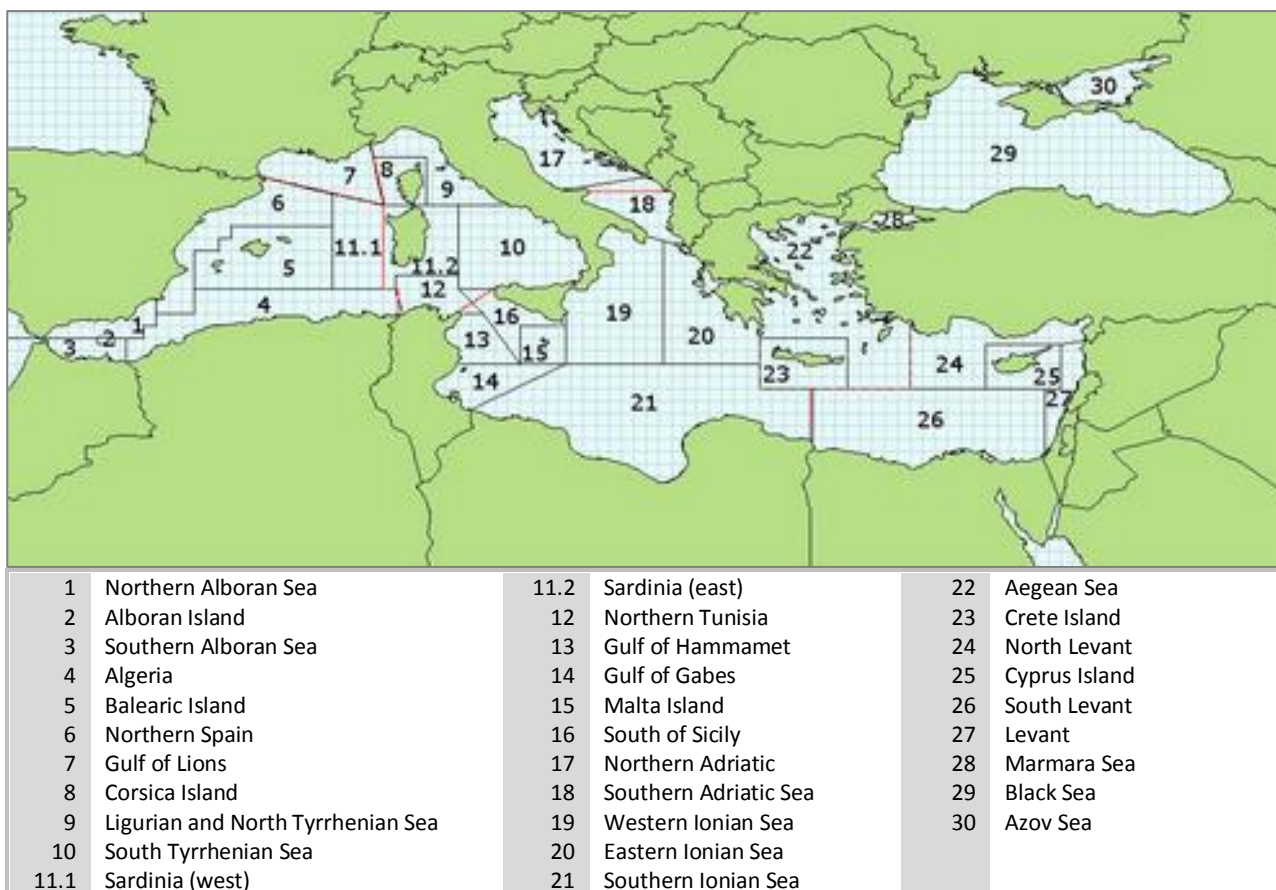 30
17
29
7
8
9
6
18
28
22
11.1
10
5
11.2
12
4
16
19
1
2
3
13
20
15
24
23
25
14
27
21
26
1 Northern Alboran Sea 11.2 Sardinia (east) 22 Aegean Sea
2 Alboran Island 12 Northern Tunisia 23 Crete Island
3 Southern Alboran Sea 13 Gulf of Hammamet 24 North Levant
4 Algeria 14 Gulf of Gabes 25 Cyprus Island
5 Balearic Island 15 Malta Island 26 South Levant
6 Northern Spain 16 South of Sicily 27 Levant
7 Gulf of Lions 17 Northern Adriatic 28 Marmara Sea
8 Corsica Island 18 Southern Adriatic Sea 29 Black Sea
9 Ligurian and North Tyrrhenian Sea 19 Western Ionian Sea 30 Azov Sea
10 South Tyrrhenian Sea 20 Eastern Ionian Sea
11.1 Sardinia (west) 21 Southern Ionian Sea